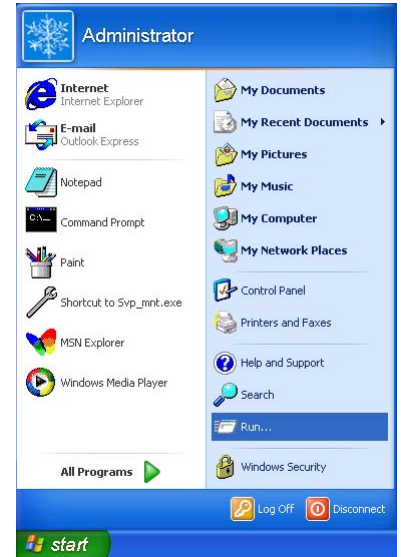 Administrator
Internet
Internet Explorer
E-mail
Outlook Express
Notepad
C:\_
Command Prompt
Paint
Shortcut to Svp_mnt.exe
MSN Explorer
Windows Media Player
All Programs
My Documents
My Recent Documents
My Pictures
My Music
My Computer
My Network Places
Control Panel
Printers and Faxes
Help and Support
Search
Run...
Windows Security
Log Off Disconnect
start